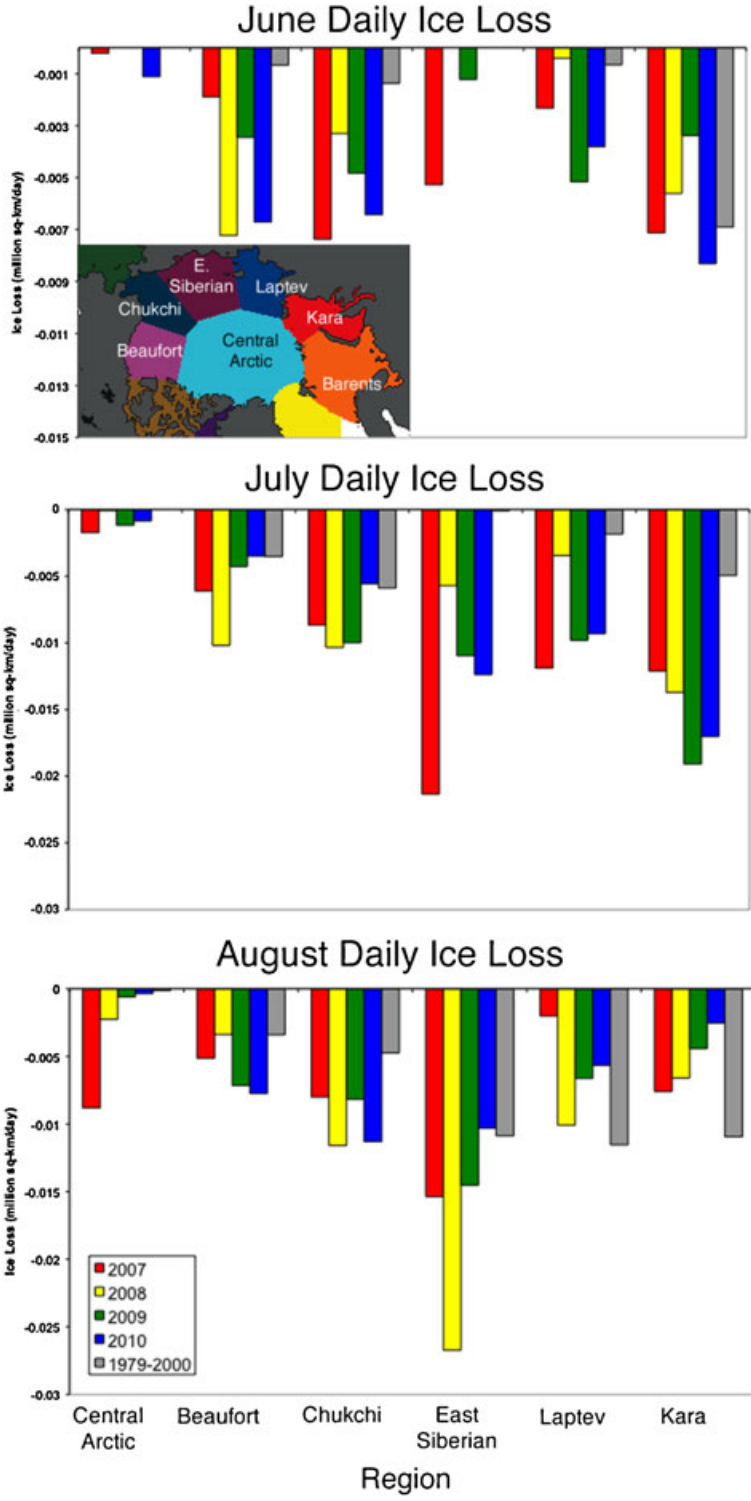 June Daily Ice Loss
-0.001
-0.003
-0.005
-0.007
-0.009
-0.011
-0.013
-0.015
Ice Loss (million sq-km/day)
E.
Siberian
Laptev
Chukchi
Kara
Beaufort
Central
Arctic
Barents
July Daily Ice Loss
0
-0.005
-0.01
-0.015
-0.02
-0.025
-0.03
Ice Loss (million sq-km/day)
August Daily Ice Loss
0
-0.005
-0.01
-0.015
-0.02
-0.025
-0.03
Ice Loss (million sq-km/day)
2007
2008
2009
2010
1979-2000
Central
Arctic
Beaufort
Chukchi
East
Siberian
Laptev
Kara
Region